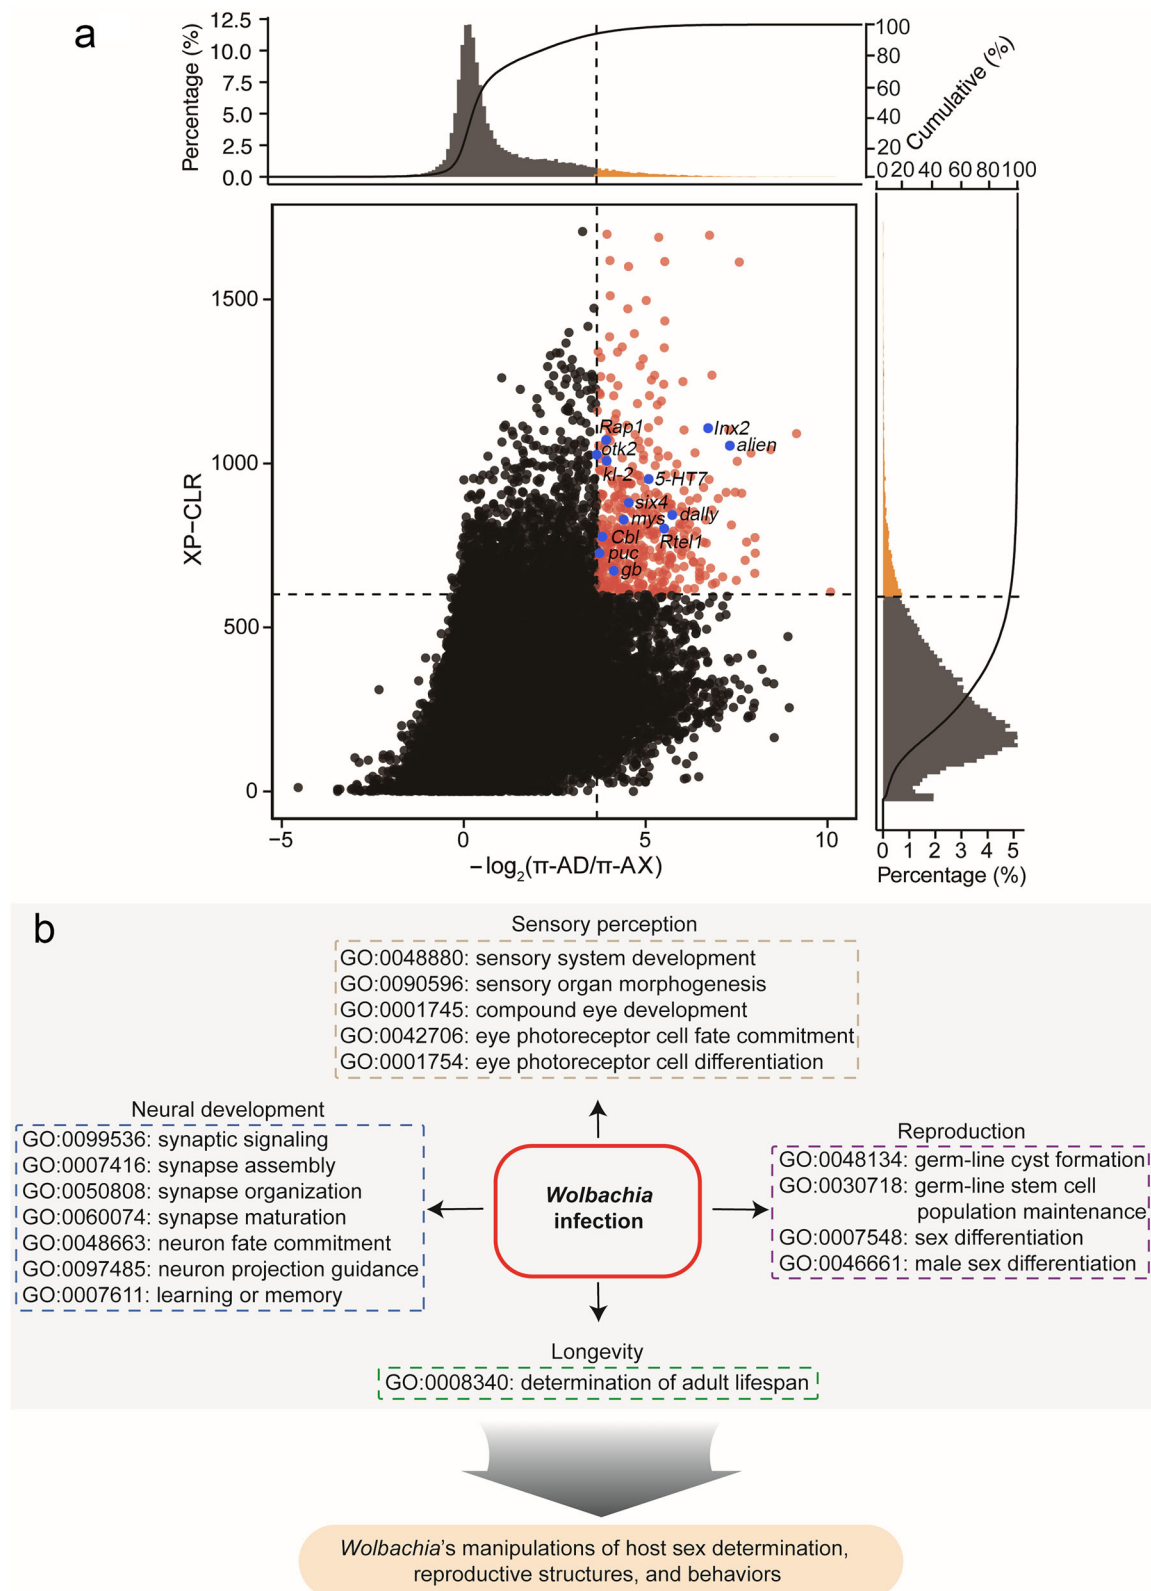 a
12.5
10.0
7.5
5.0
2.5
0.0
Percentage (%)
100
80
60
40
20
0
Cumulative (%)
0 20 40 60 80 100
1500
1000
500
0
XP−CLR
Rap1
otk2
kl-2
Inx2
alien
5-HT7
six4
mys
dally
Cbl
Rtel1
puc
gb
−5 0 5 10
−log2(π-AD/π-AX)
0 1 2 3 4 5
Percentage (%)
b
Sensory perception
GO:0048880: sensory system development
GO:0090596: sensory organ morphogenesis
GO:0001745: compound eye development
GO:0042706: eye photoreceptor cell fate commitment
GO:0001754: eye photoreceptor cell differentiation
Neural development
GO:0099536: synaptic signaling
GO:0007416: synapse assembly
GO:0050808: synapse organization
GO:0060074: synapse maturation
GO:0048663: neuron fate commitment
GO:0097485: neuron projection guidance
GO:0007611: learning or memory
Wolbachia
infection
Reproduction
GO:0048134: germ-line cyst formation
GO:0030718: germ-line stem cell
population maintenance
GO:0007548: sex differentiation
GO:0046661: male sex differentiation
Longevity
GO:0008340: determination of adult lifespan
Wolbachia's manipulations of host sex determination,
reproductive structures, and behaviors